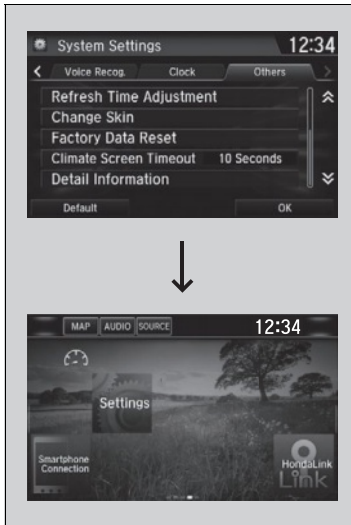 System Settings 12:34
Voice Recog. Clock Others
Refresh Time Adjustment
Change Skin
Factory Data Reset
Climate Screen Timeout 10 Seconds
Detail Information
Default OK
MAP AUDIO SOURCE 12:34
Settings
Smartphone
Connection
HondaLink
Link